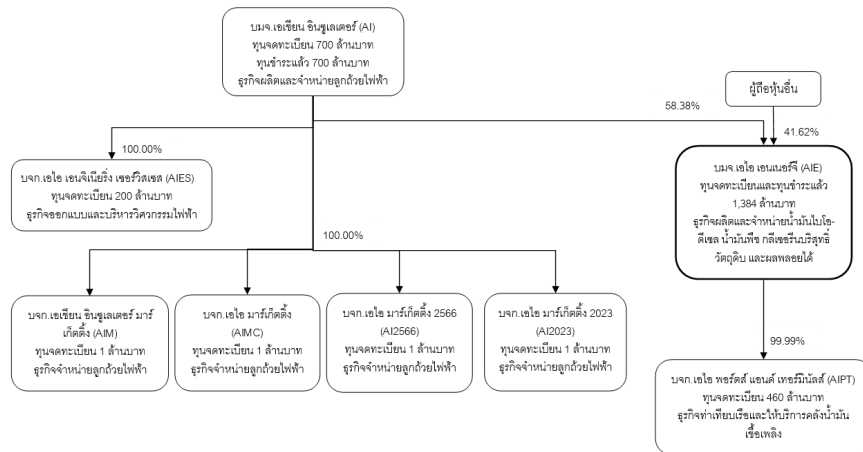 บมจ.เอเชียน อินซูเลเตอร์ (AI)
ทุนจดทะเบียน 700 ล้านบาท
ทุนชำระแล้ว 700 ล้านบาท
ธุรกิจผลิตและจำหน่ายลูกถ้วยไฟฟ้า
ผู้ถือหุ้นอื่น
58.38%
41.62%
100.00%
บจก.เอไอ เอนจิเนียริ่ง เซอร์วิสเซส (AIES)
ทุนจดทะเบียน 200 ล้านบาท
ธุรกิจออกแบบและบริหารวิศวกรรมไฟฟ้า
บมจ.เอไอ เอนเนอร์จี (AIE)
ทุนจดทะเบียนและทุนชำระแล้ว
1,384 ล้านบาท
ธุรกิจผลิตและจำหน่ายน้ำมันไบโอ-
ดีเซล น้ำมันพืช กลีเซอรีนบริสุทธิ์
วัตถุดิบ และผลพลอยได้
100.00%
บจก.เอเชียน อินซูเลเตอร์ มาร์
เก็ตติ้ง (AIM)
ทุนจดทะเบียน 1 ล้านบาท
ธุรกิจจำหน่ายลูกถ้วยไฟฟ้า
บจก.เอไอ มาร์เก็ตติ้ง (AIMC)
ทุนจดทะเบียน 1 ล้านบาท
ธุรกิจจำหน่ายลูกถ้วยไฟฟ้า
บจก.เอไอ มาร์เก็ตติ้ง 2566
(AI2566)
ทุนจดทะเบียน 1 ล้านบาท
ธุรกิจจำหน่ายลูกถ้วยไฟฟ้า
บจก.เอไอ มาร์เก็ตติ้ง 2023
(AI2023)
ทุนจดทะเบียน 1 ล้านบาท
ธุรกิจจำหน่ายลูกถ้วยไฟฟ้า
99.99%
บจก.เอไอ พอร์ตส แอนด์ เทอร์มินัลส์ (AIPT)
ทุนจดทะเบียน 460 ล้านบาท
ธุรกิจท่าเทียบเรือและให้บริการคลังน้ำมัน
เชื้อเพลิง